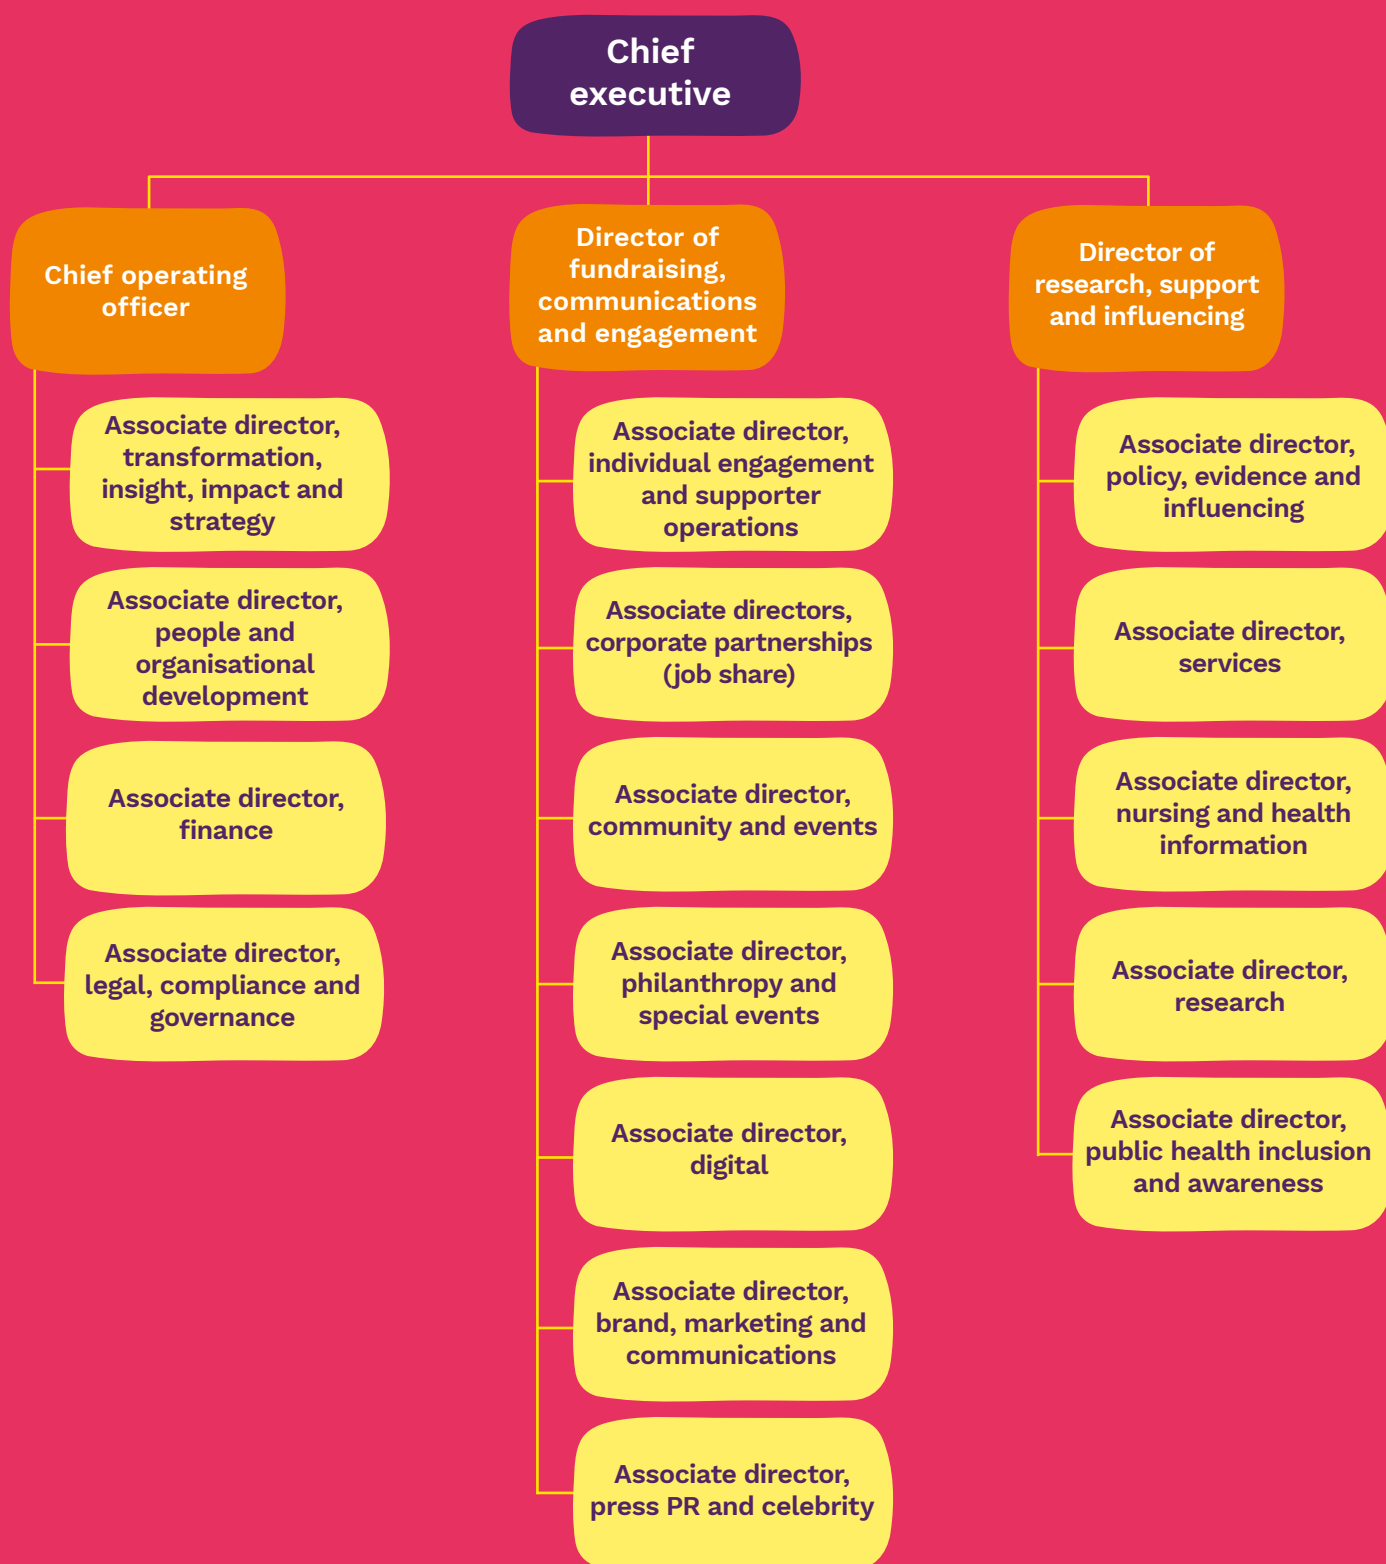 Chief
executive
Chief operating
officer
Director of
fundraising,
communications
and engagement
Director of
research, support
and influencing
Associate director,
transformation,
insight, impact and
strategy
Associate director,
people and
organisational
development
Associate director,
finance
Associate director,
legal, compliance and
governance
Associate director,
individual engagement
and supporter
operations
Associate directors,
corporate partnerships
(job share)
Associate director,
community and events
Associate director,
philanthropy and
special events
Associate director,
digital
Associate director,
brand, marketing and
communications
Associate director,
press PR and celebrity
Associate director,
policy, evidence and
influencing
Associate director,
services
Associate director,
nursing and health
information
Associate director,
research
Associate director,
public health inclusion
and awareness